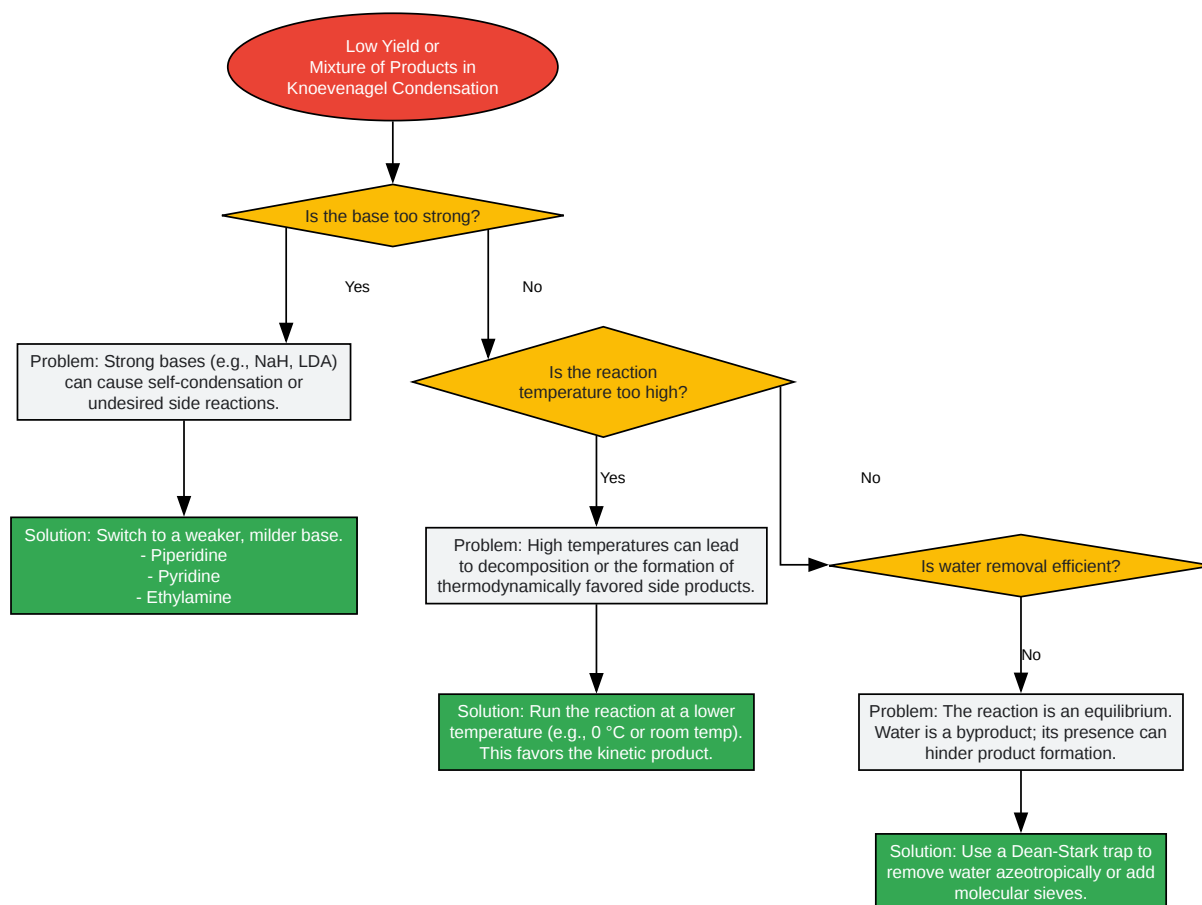 Low Yield or
Mixture of Products in
Knoevenagel Condensation
Is the base too strong?
Yes
No
Problem: Strong bases (e.g., NaH, LDA)
can cause self-condensation or
undesired side reactions.
Is the reaction
temperature too high?
Yes
No
Solution: Switch to a weaker, milder base.
- Piperidine
- Pyridine
- Ethylamine
Problem: High temperatures can lead
to decomposition or the formation of
thermodynamically favored side products.
Is water removal efficient?
No
Solution: Run the reaction at a lower
temperature (e.g., 0 °C or room temp).
This favors the kinetic product.
Problem: The reaction is an equilibrium.
Water is a byproduct; its presence can
hinder product formation.
Solution: Use a Dean-Stark trap to
remove water azeotropically or add
molecular sieves.